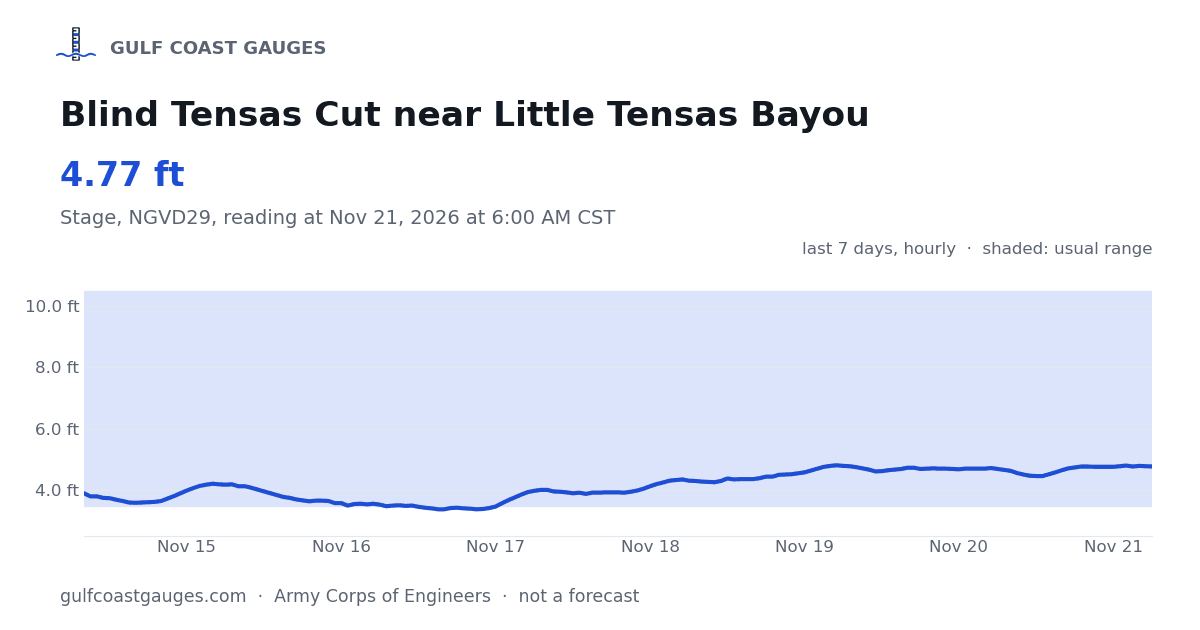 GULF COAST GAUGES
Blind Tensas Cut near Little Tensas Bayou
4.77 ft
Stage, NGVD29, reading at Nov 21, 2026 at 6:00 AM CST
last 7 days, hourly · shaded: usual range
10.0 ft
8.0 ft
6.0 ft
4.0 ft
Nov 15 Nov 16 Nov 17 Nov 18 Nov 19 Nov 20 Nov 21
gulfcoastgauges.com · Army Corps of Engineers · not a forecast